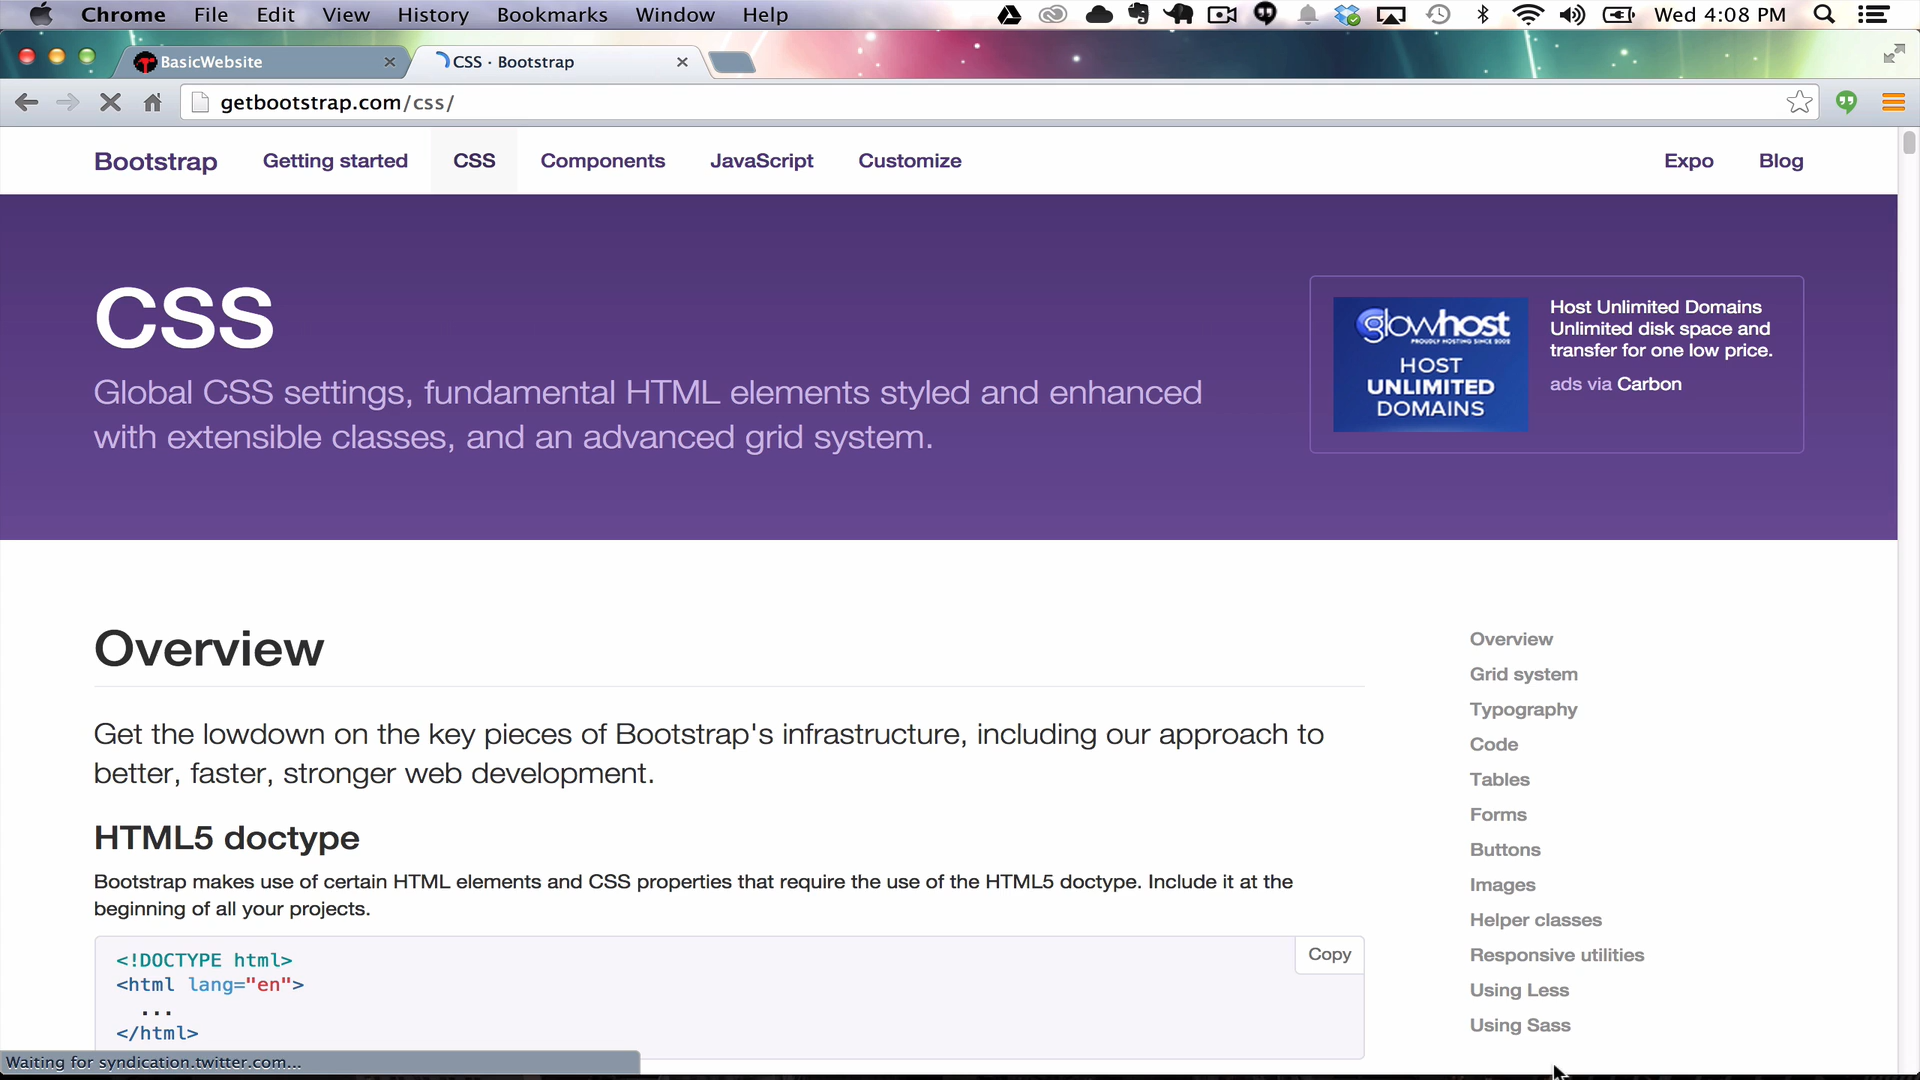 Chrome File Edit View History Bookmarks Window Help Wed 4:08 PM
BasicWebsite CSS · Bootstrap
getbootstrap.com/css/
Bootstrap Getting started CSS Components JavaScript Customize Expo Blog
CSS
Global CSS settings, fundamental HTML elements styled and enhanced
with extensible classes, and an advanced grid system.
glowhost
PROUDLY HOSTING SINCE 2002
HOST
UNLIMITED
DOMAINS
Host Unlimited Domains
Unlimited disk space and
transfer for one low price.
ads via Carbon
Overview
Get the lowdown on the key pieces of Bootstrap's infrastructure, including our approach to
better, faster, stronger web development.
HTML5 doctype
Bootstrap makes use of certain HTML elements and CSS properties that require the use of the HTML5 doctype. Include it at the
beginning of all your projects.
Copy
<!DOCTYPE html>
<html lang="en">
...
</html>
Overview
Grid system
Typography
Code
Tables
Forms
Buttons
Images
Helper classes
Responsive utilities
Using Less
Using Sass
Waiting for syndication.twitter.com...